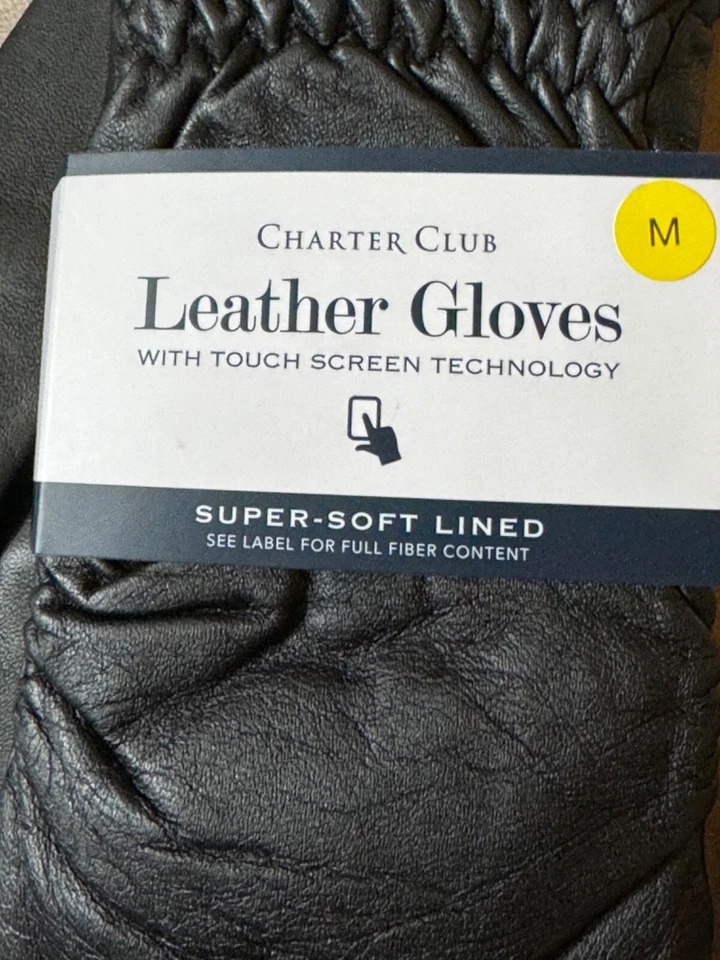 M
CHARTER CLUB
Leather Gloves
WITH TOUCH SCREEN TECHNOLOGY
SUPER-SOFT LINED
SEE LABEL FOR FULL FIBER CONTENT